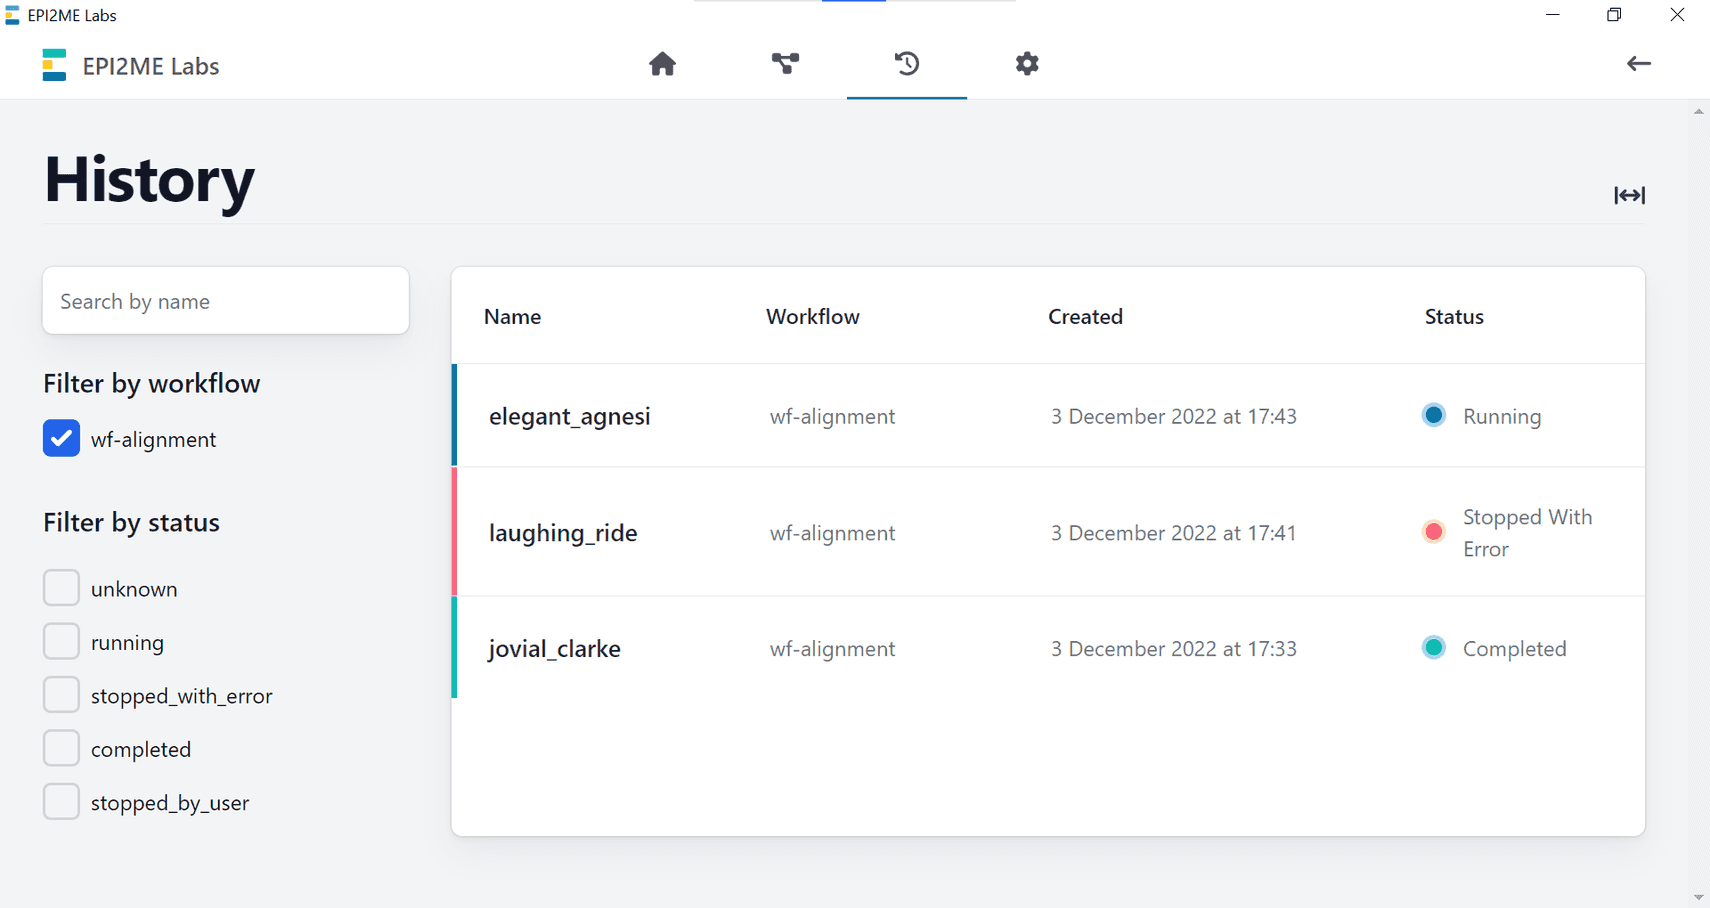 EPI2ME Labs
EPI2ME Labs
History
Search by name
Filter by workflow
wf-alignment
Filter by status
unknown
running
stopped_with_error
completed
stopped_by_user
Name Workflow Created Status
elegant_agnesi wf-alignment 3 December 2022 at 17:43 Running
laughing_ride wf-alignment 3 December 2022 at 17:41 Stopped With
Error
jovial_clarke wf-alignment 3 December 2022 at 17:33 Completed